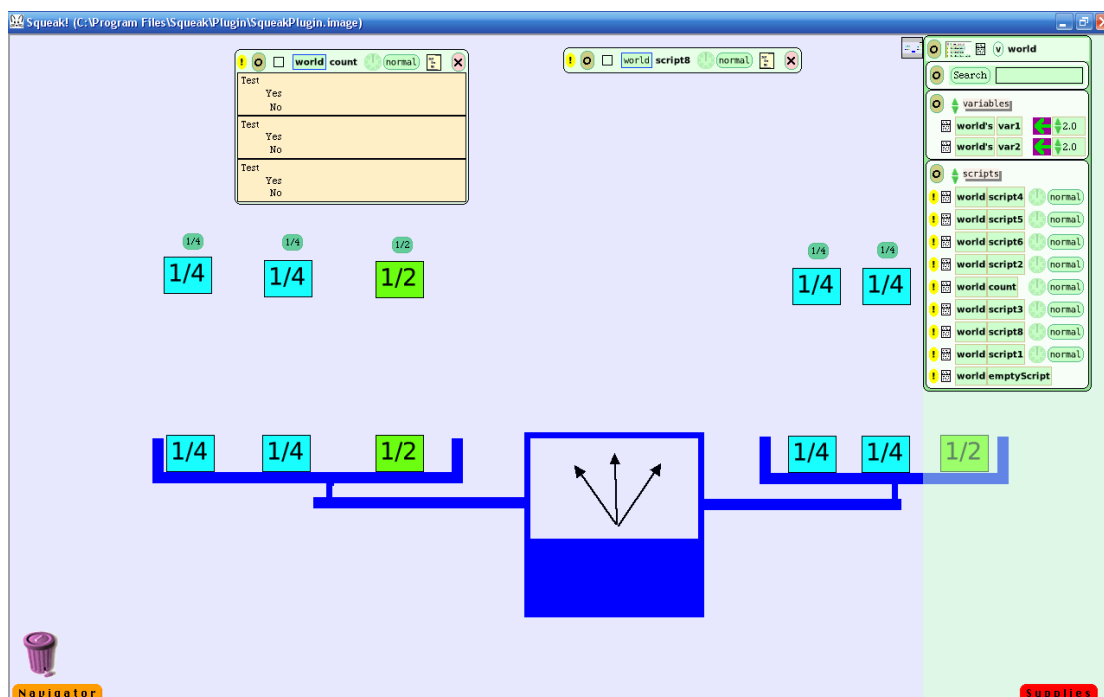 Squeak! (C:\Program Files\Squeak\Plugin\SqueakPlugin.image)
! world count normal
Test
Yes
No
Test
Yes
No
Test
Yes
No
! world script8 normal
v world
Search
variables
world's var1 2.0
world's var2 2.0
scripts
! world script4 normal
! world script5 normal
! world script6 normal
! world script2 normal
! world count normal
! world script3 normal
! world script8 normal
! world script1 normal
! world emptyScript
1/4 1/4 1/2 1/4 1/4
1/4 1/4 1/2 1/4 1/4
1/4 1/4 1/2 1/4 1/4 1/2
Navigator Supplies